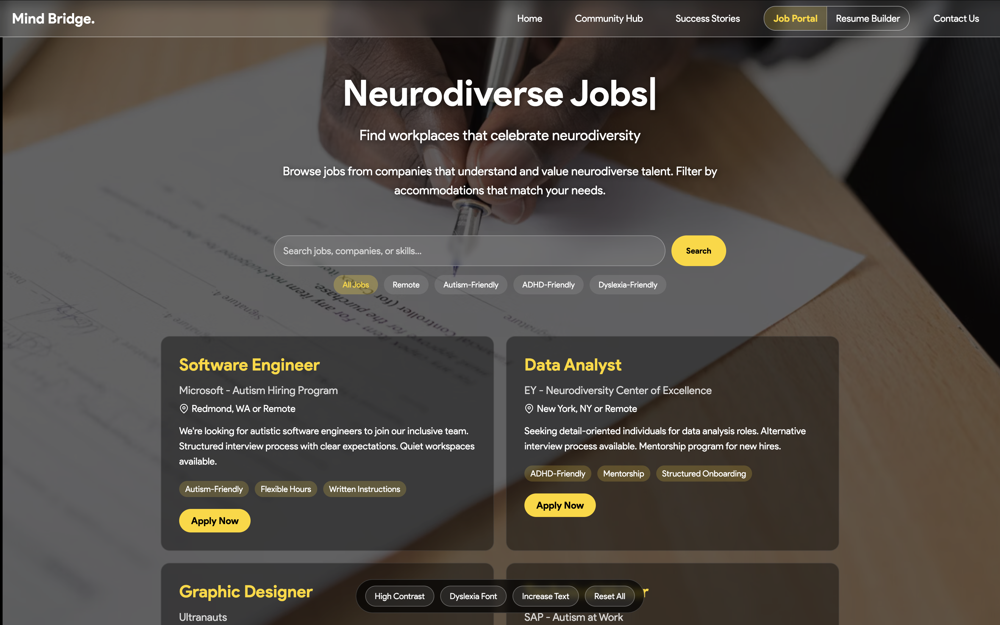 Mind Bridge.
Home
Community Hub
Success Stories
Job Portal
Resume Builder
Contact Us
Neurodiverse Jobs|
Find workplaces that celebrate neurodiversity
Browse jobs from companies that understand and value neurodiverse talent. Filter by
accommodations that match your needs.
Search jobs, companies, or skills...
Search
All Jobs
Remote
Autism-Friendly
ADHD-Friendly
Dyslexia-Friendly
Software Engineer
Microsoft - Autism Hiring Program
Redmond, WA or Remote
We're looking for autistic software engineers to join our inclusive team.
Structured interview process with clear expectations. Quiet workspaces
available.
Autism-Friendly
Flexible Hours
Written Instructions
Apply Now
Data Analyst
EY - Neurodiversity Center of Excellence
New York, NY or Remote
Seeking detail-oriented individuals for data analysis roles. Alternative
interview process available. Mentorship program for new hires.
ADHD-Friendly
Mentorship
Structured Onboarding
Apply Now
Graphic Designer
Ultranauts
SAP - Autism at Work
High Contrast
Dyslexia Font
Increase Text
Reset All